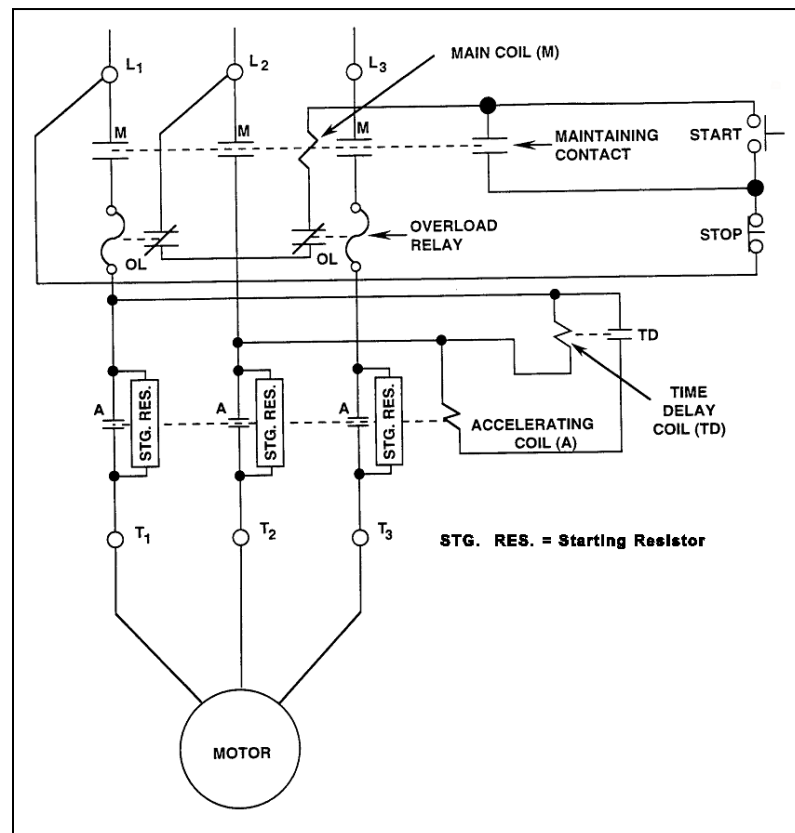 L1
L2
L3
MAIN COIL (M)
M
M
M
MAINTAINING
CONTACT
START
OVERLOAD
RELAY
STOP
OL
OL
TD
TIME
DELAY
COIL (TD)
A
STG. RES.
A
STG. RES.
A
STG. RES.
ACCELERATING
COIL (A)
T1
T2
T3
STG. RES. = Starting Resistor
MOTOR